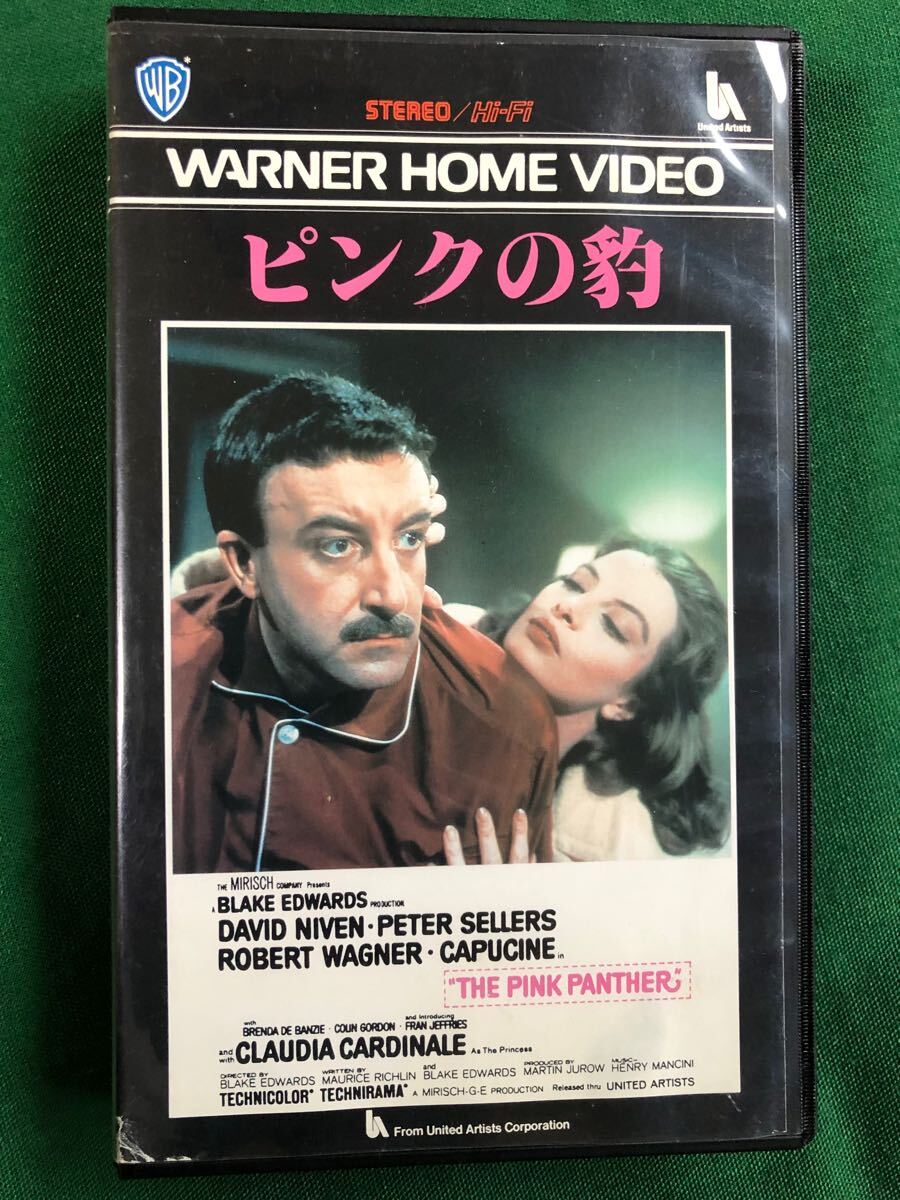 WB
STEREO/Hi-Fi
United Artists
WARNER HOME VIDEO
ピンクの豹
THE MIRISCH COMPANY Presents
A BLAKE EDWARDS PRODUCTION
DAVID NIVEN · PETER SELLERS
ROBERT WAGNER · CAPUCINE in
"THE PINK PANTHER"
with BRENDA DE BANZIE · COLIN GORDON · and introducing FRAN JEFFRIES
and with CLAUDIA CARDINALE As The Princess
DIRECTED BY BLAKE EDWARDS WRITTEN BY MAURICE RICHLIN and BLAKE EDWARDS PRODUCED BY MARTIN JUROW MUSIC- HENRY MANCINI
TECHNICOLOR® TECHNIRAMA® A MIRISCH-G-E PRODUCTION Released thru UNITED ARTISTS
From United Artists Corporation